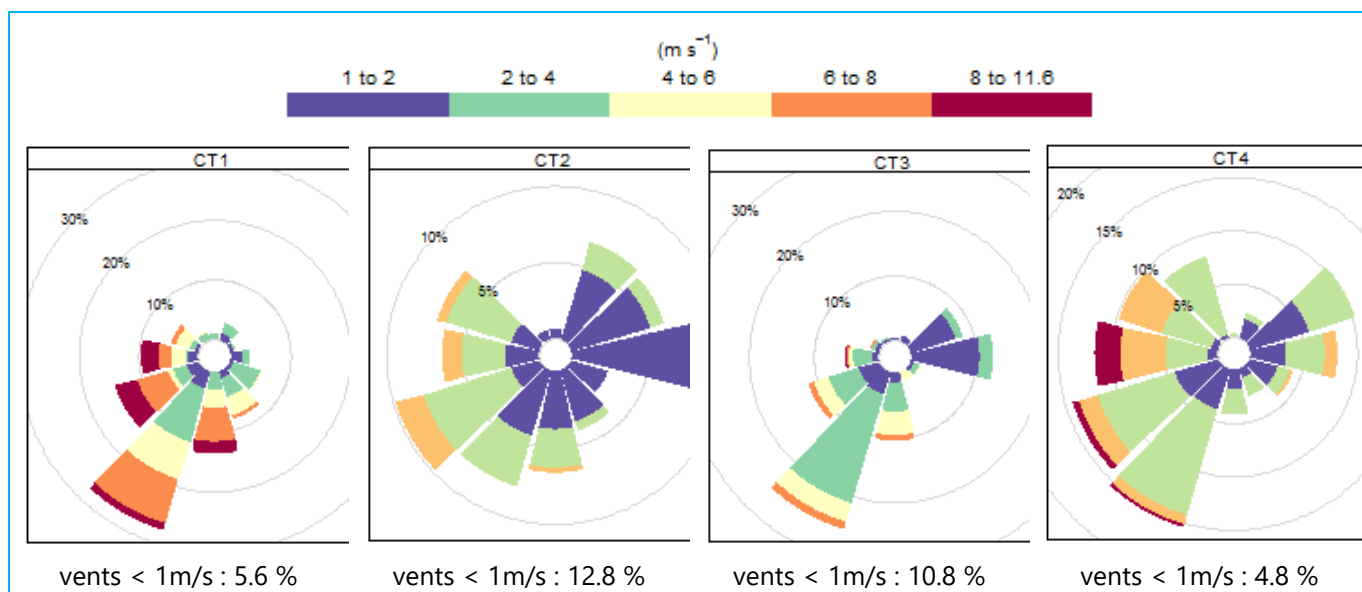 (m s⁻¹)
1 to 2 2 to 4 4 to 6 6 to 8 8 to 11.6
CT1 CT2 CT3 CT4
30% 20% 10%
10% 5%
30% 20% 10%
20% 15% 10% 5%
vents < 1m/s : 5.6 % vents < 1m/s : 12.8 % vents < 1m/s : 10.8 % vents < 1m/s : 4.8 %